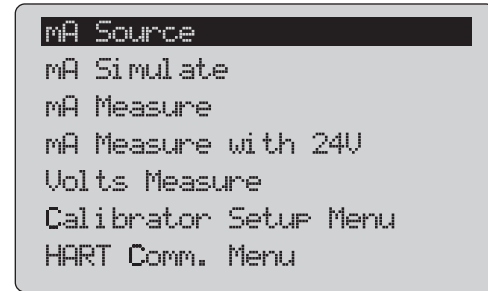 mA Source
mA Simulate
mA Measure
mA Measure with 24V
Volts Measure
Calibrator Setup Menu
HART Comm. Menu